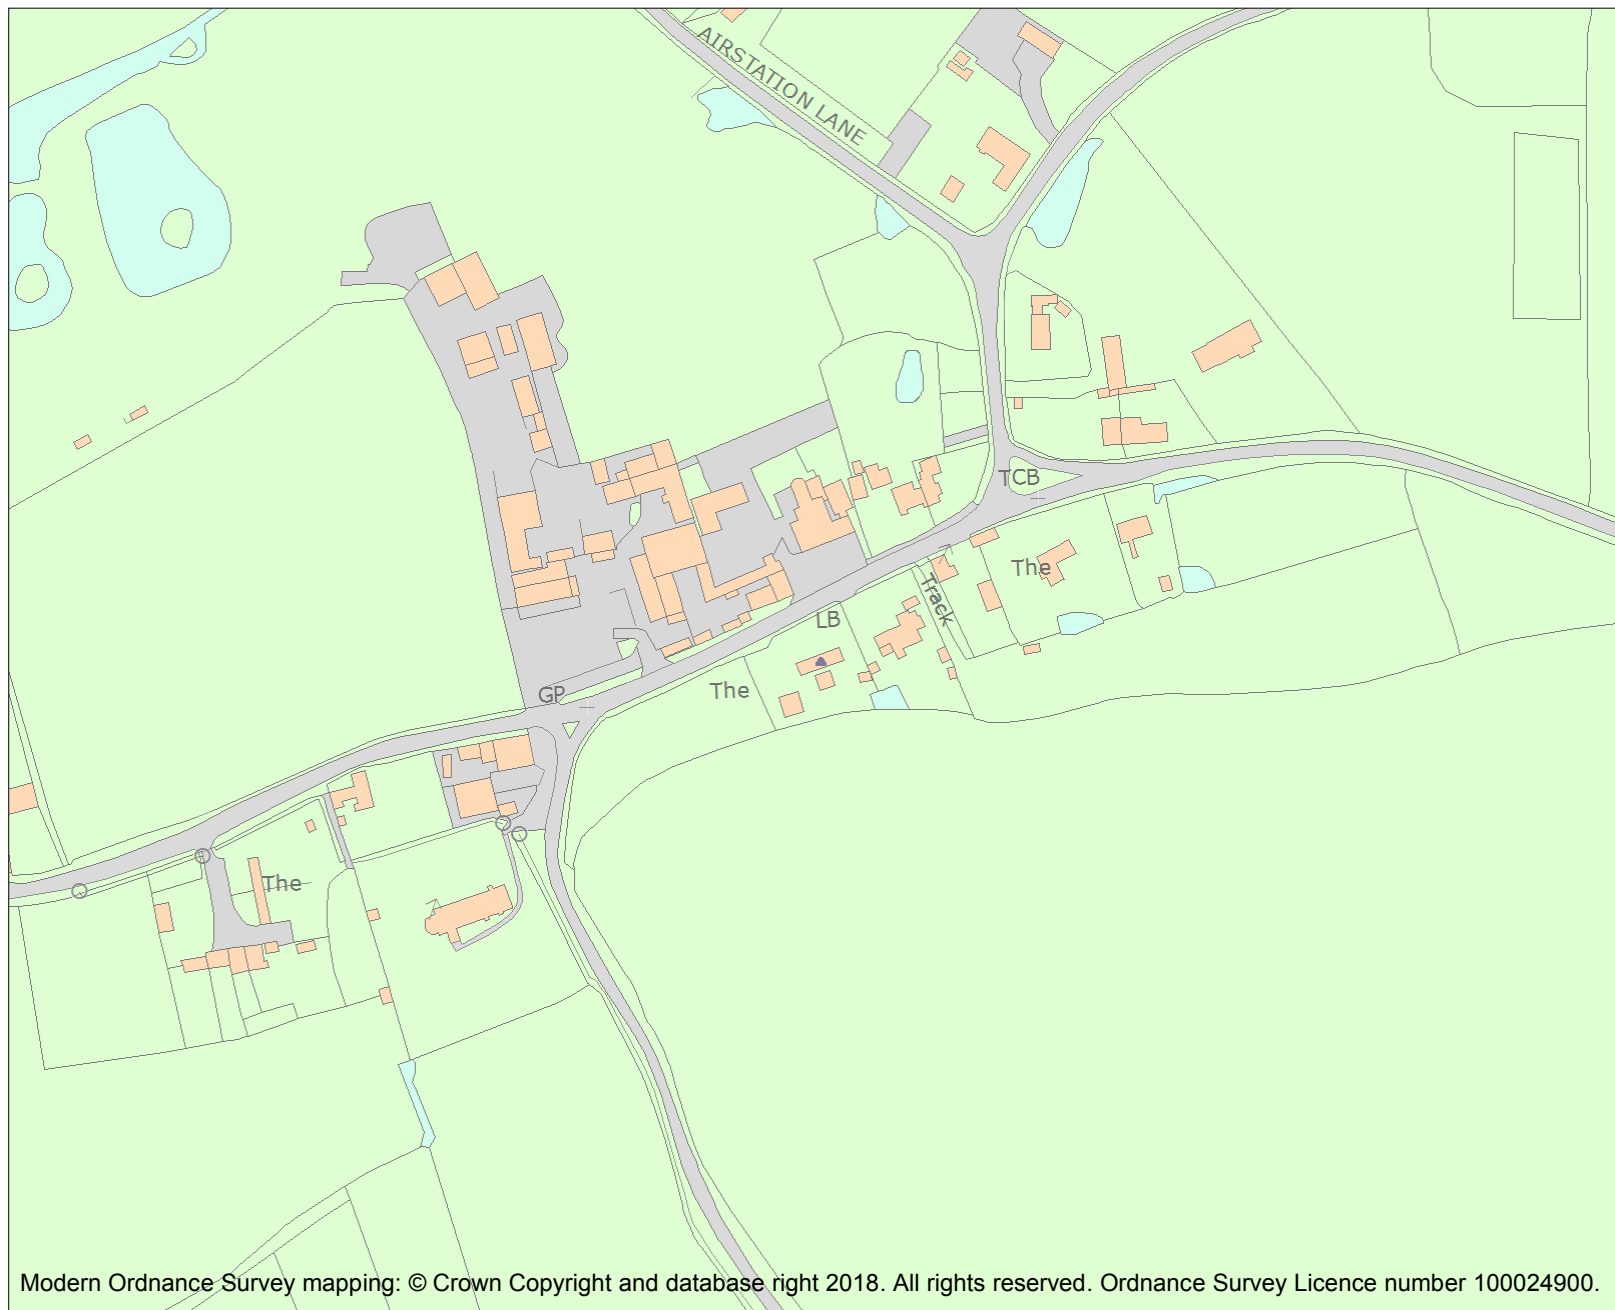 AIRSTATION LANE
TCB
The
Track
LB
The
GP
The
Modern Ordnance Survey mapping: © Crown Copyright and database right 2018. All rights reserved. Ordnance Survey Licence number 100024900.